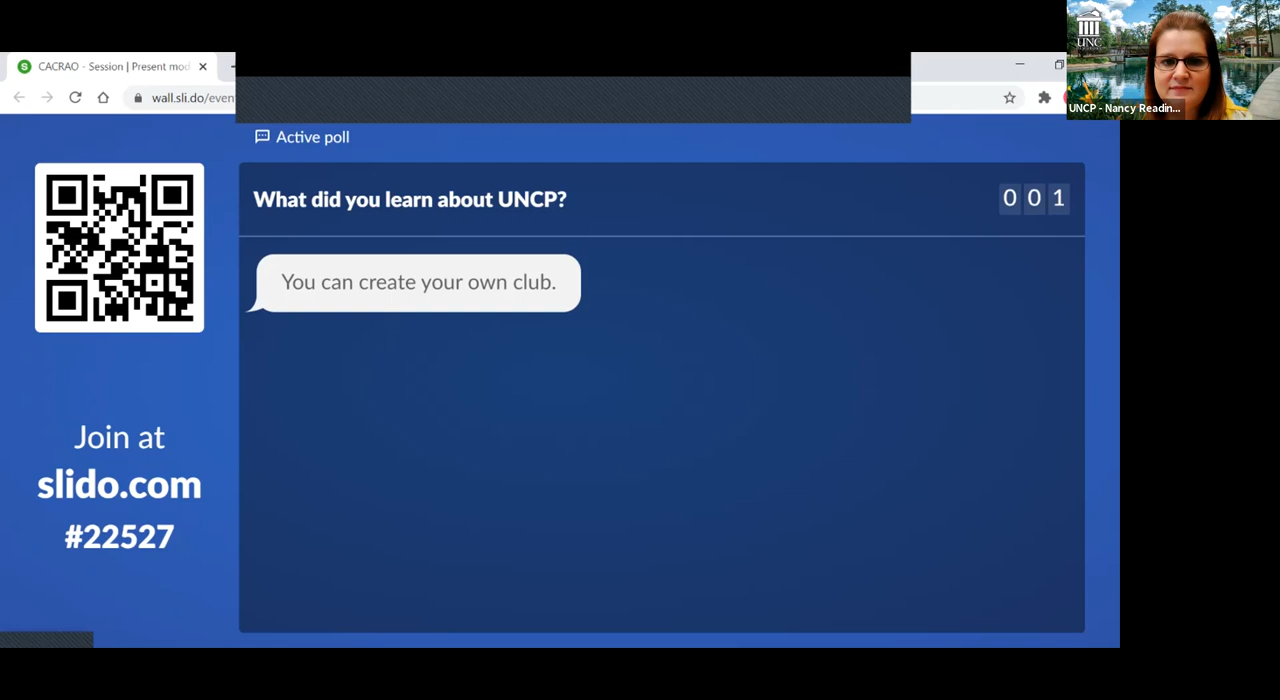 CACRAO - Session | Present mod
wall.sli.do/even
UNC
UNCP - Nancy Readin...
Active poll
What did you learn about UNCP?
0 0 1
You can create your own club.
Join at
slido.com
#22527